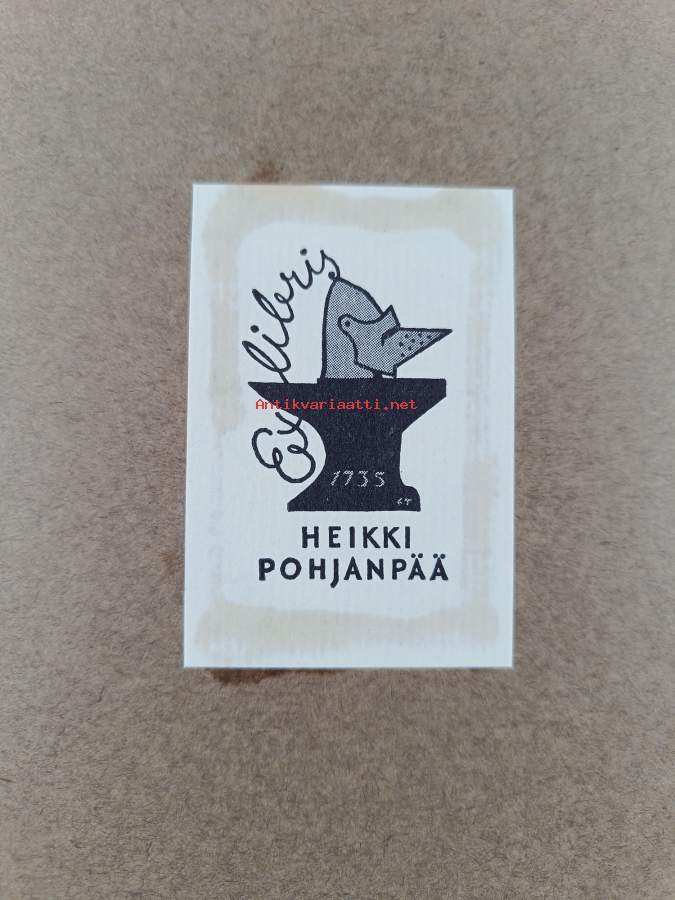 Ex libris
Antikvariaatti.net
1735
HEIKKI
POHJANPÄÄ